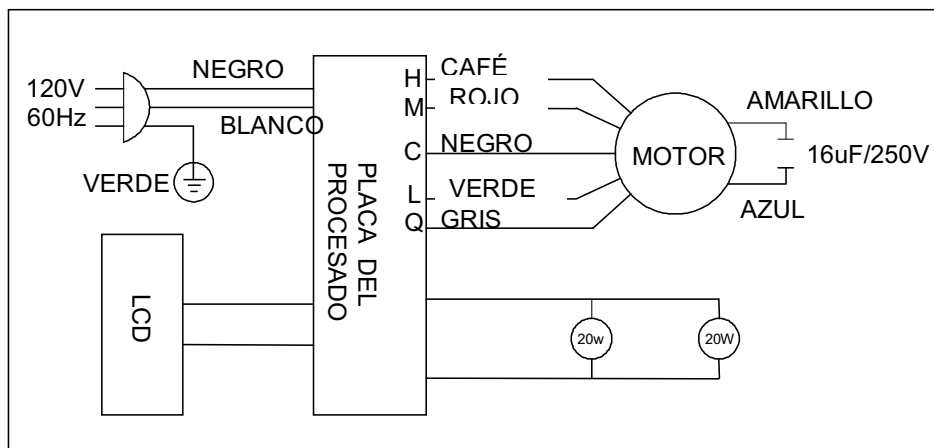 120V
60Hz
NEGRO
BLANCO
VERDE
LCD
PLACA DEL
PROCESADO
H CAFÉ
M ROJO
C NEGRO
L VERDE
Q GRIS
MOTOR
AMARILLO
16uF/250V
AZUL
20w
20W